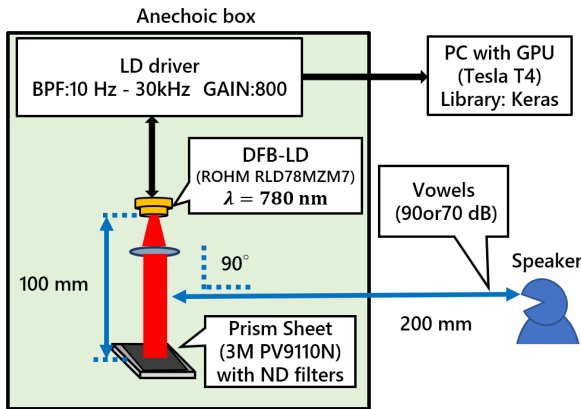 Anechoic box
LD driver
BPF:10 Hz - 30kHz GAIN:800
PC with GPU
(Tesla T4)
Library: Keras
DFB-LD
(ROHM RLD78MZM7)
λ = 780 nm
Vowels
(90or70 dB)
Speaker
90°
100 mm
200 mm
Prism Sheet
(3M PV9110N)
with ND filters